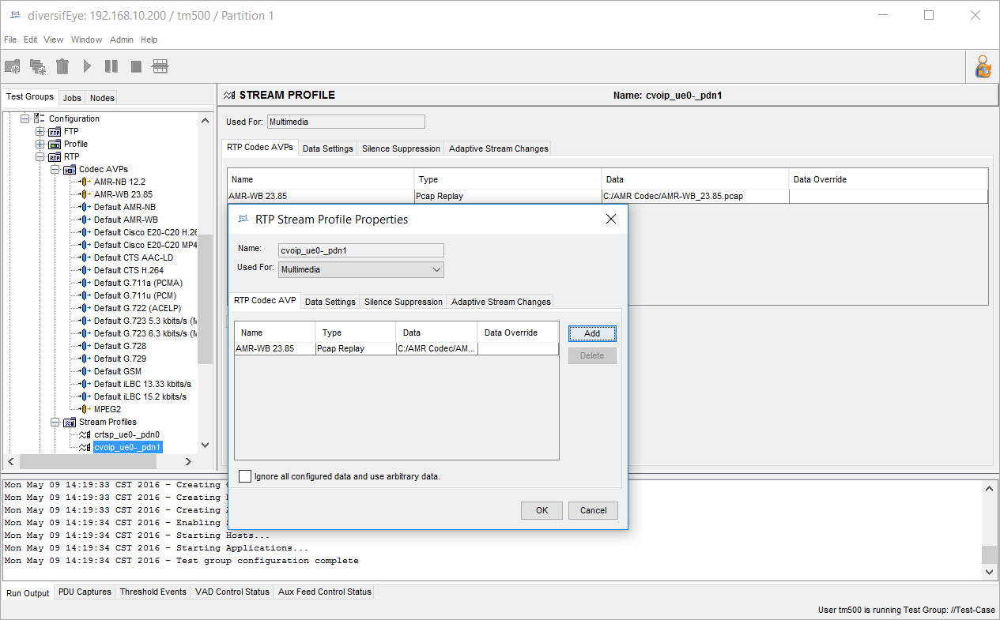 diversifEye: 192.168.10.200 / tm500 / Partition 1
File Edit View Window Admin Help
Test Groups Jobs Nodes
Configuration
FTP
Profile
RTP
Codec AVPs
AMR-NB 12.2
AMR-WB 23.85
Default AMR-NB
Default AMR-WB
Default Cisco E20-C20 H.26
Default Cisco E20-C20 MP4
Default CTS AAC-LD
Default CTS H.264
Default G.711a (PCMA)
Default G.711u (PCM)
Default G.722 (ACELP)
Default G.723 5.3 kbits/s (M
Default G.723 6.3 kbits/s (M
Default G.728
Default G.729
Default GSM
Default iLBC 13.33 kbits/s
Default iLBC 15.2 kbits/s
MPEG2
Stream Profiles
crtsp_ue0-_pdn0
cvoip_ue0-_pdn1
STREAM PROFILE Name: cvoip_ue0-_pdn1
Used For: Multimedia
RTP Codec AVPs Data Settings Silence Suppression Adaptive Stream Changes
Name Type Data Data Override
AMR-WB 23.85 Pcap Replay C:/AMR Codec/AMR-WB_23.85.pcap
RTP Stream Profile Properties
Name: cvoip_ue0-_pdn1
Used For: Multimedia
RTP Codec AVP Data Settings Silence Suppression Adaptive Stream Changes
Name Type Data Data Override
AMR-WB 23.85 Pcap Replay C:/AMR Codec/AM...
Add
Delete
Ignore all configured data and use arbitrary data.
OK Cancel
Mon May 09 14:19:33 CST 2016 - Creating
Mon May 09 14:19:33 CST 2016 - Creating
Mon May 09 14:19:33 CST 2016 - Creating
Mon May 09 14:19:34 CST 2016 - Enabling
Mon May 09 14:19:34 CST 2016 - Starting Hosts...
Mon May 09 14:19:34 CST 2016 - Starting Applications...
Mon May 09 14:19:34 CST 2016 - Test group configuration complete
Run Output PDU Captures Threshold Events VAD Control Status Aux Feed Control Status
User tm500 is running Test Group: //Test-Case